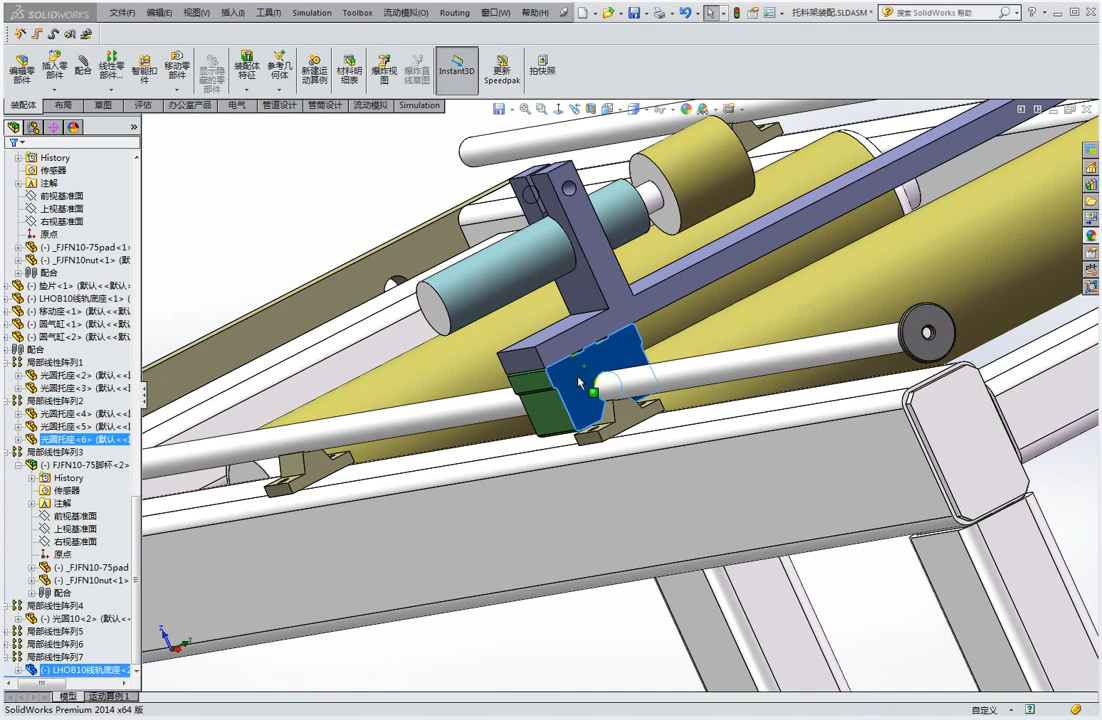 SOLIDWORKS 文件(F) 编辑(E) 视图(V) 插入(I) 工具(T) Simulation Toolbox 流动模拟(O) Routing 窗口(W) 帮助(H) 托料架装配.SLDASM * 搜索 SolidWorks 帮助
编辑零部件 插入零部件 配合 线性零部件... 智能扣件 移动零部件 显示隐藏的零部件 装配体特征 参考几何体 新建运动算例 材料明细表 爆炸视图 爆炸直线草图 Instant3D 更新Speedpak 拍快照
装配体 布局 草图 评估 办公室产品 电气 管道设计 管筒设计 流动模拟 Simulation
History
传感器
注解
前视基准面
上视基准面
右视基准面
原点
(-) _FJFN10-75pad<1>
(-) _FJFN10nut<1> (默
配合
(-) 垫片<1> (默认<<默认
(-) LHOB10线轨底座<1> (
(-) 移动座<1> (默认<<默认
(-) 圆气缸<1> (默认<<默认
(-) 圆气缸<2> (默认<<默认
配合
局部线性阵列1
(-) 光圆托座<2> (默认<<
(-) 光圆托座<3> (默认<<
局部线性阵列2
(-) 光圆托座<4> (默认<<
(-) 光圆托座<5> (默认<<
光圆托座<6> (默认<<
局部线性阵列3
(-) FJFN10-75脚杯<2>
History
传感器
注解
前视基准面
上视基准面
右视基准面
原点
(-) _FJFN10-75pad
(-) _FJFN10nut<1>
配合
局部线性阵列4
(-) 光圆10<2> (默认<<
局部线性阵列5
局部线性阵列6
局部线性阵列7
(-) LHOB10线轨底座<2
模型 运动算例1
SolidWorks Premium 2014 x64 版 自定义